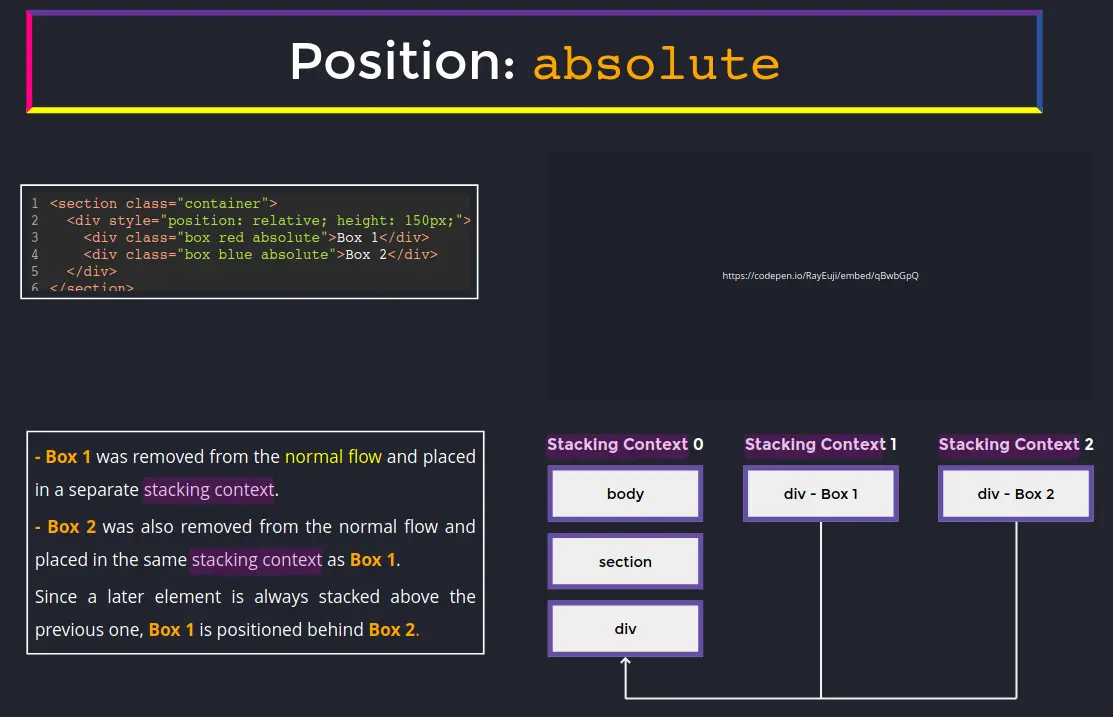 Position: absolute
1 <section class="container">
2 <div style="position: relative; height: 150px;">
3 <div class="box red absolute">Box 1</div>
4 <div class="box blue absolute">Box 2</div>
5 </div>
6 </section>
https://codepen.io/RayEuji/embed/qBwbGpQ
- Box 1 was removed from the normal flow and placed
in a separate stacking context.
- Box 2 was also removed from the normal flow and
placed in the same stacking context as Box 1.
Since a later element is always stacked above the
previous one, Box 1 is positioned behind Box 2.
Stacking Context 0
body
section
div
Stacking Context 1
div - Box 1
Stacking Context 2
div - Box 2